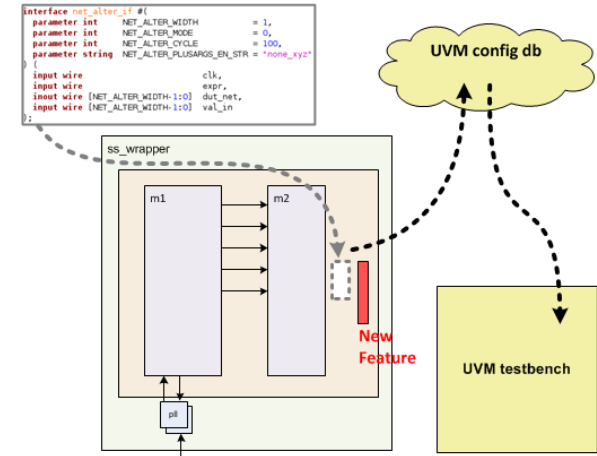 interface net_alter_if #(
parameter int NET_ALTER_WIDTH = 1,
parameter int NET_ALTER_MODE = 0,
parameter int NET_ALTER_CYCLE = 100,
parameter string NET_ALTER_PLUSARGS_EN_STR = "none_xyz"
) (
input wire clk,
input wire expr,
inout wire [NET_ALTER_WIDTH-1:0] dut_net,
input wire [NET_ALTER_WIDTH-1:0] val_in
);
UVM config db
ss_wrapper
m1
m2
New
Feature
UVM testbench
pll